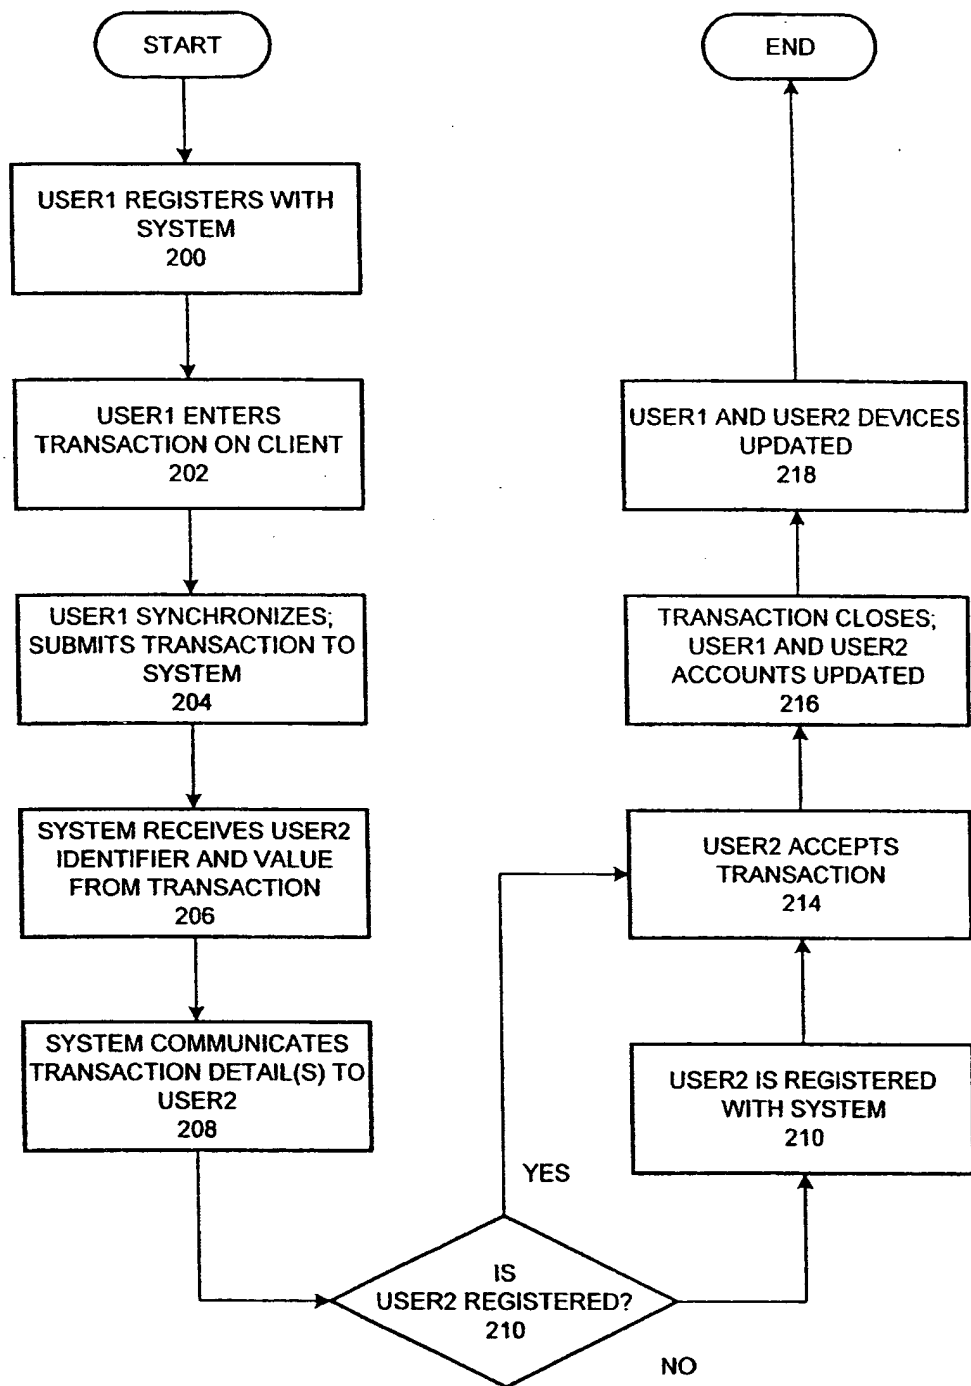 START
USER1 REGISTERS WITH
SYSTEM
200
USER1 ENTERS
TRANSACTION ON CLIENT
202
USER1 SYNCHRONIZES;
SUBMITS TRANSACTION TO
SYSTEM
204
SYSTEM RECEIVES USER2
IDENTIFIER AND VALUE
FROM TRANSACTION
206
SYSTEM COMMUNICATES
TRANSACTION DETAIL(S) TO
USER2
208
IS
USER2 REGISTERED?
210
YES
NO
USER2 IS REGISTERED
WITH SYSTEM
210
USER2 ACCEPTS
TRANSACTION
214
TRANSACTION CLOSES;
USER1 AND USER2
ACCOUNTS UPDATED
216
USER1 AND USER2 DEVICES
UPDATED
218
END